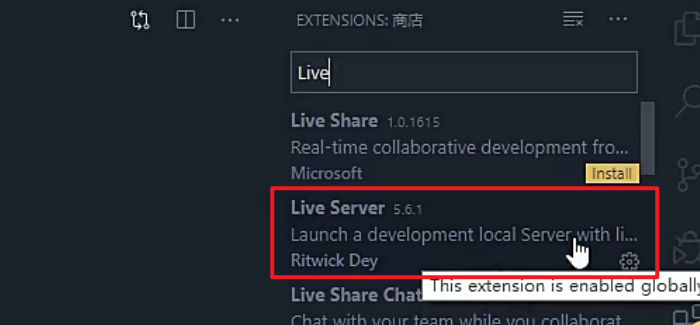 EXTENSIONS: 商店
Live
Live Share 1.0.1615
Real-time collaborative development fro...
Microsoft Install
Live Server 5.6.1
Launch a development local Server with li...
Ritwick Dey
This extension is enabled globally
Live Share Chat
Chat with your team while you collaborat